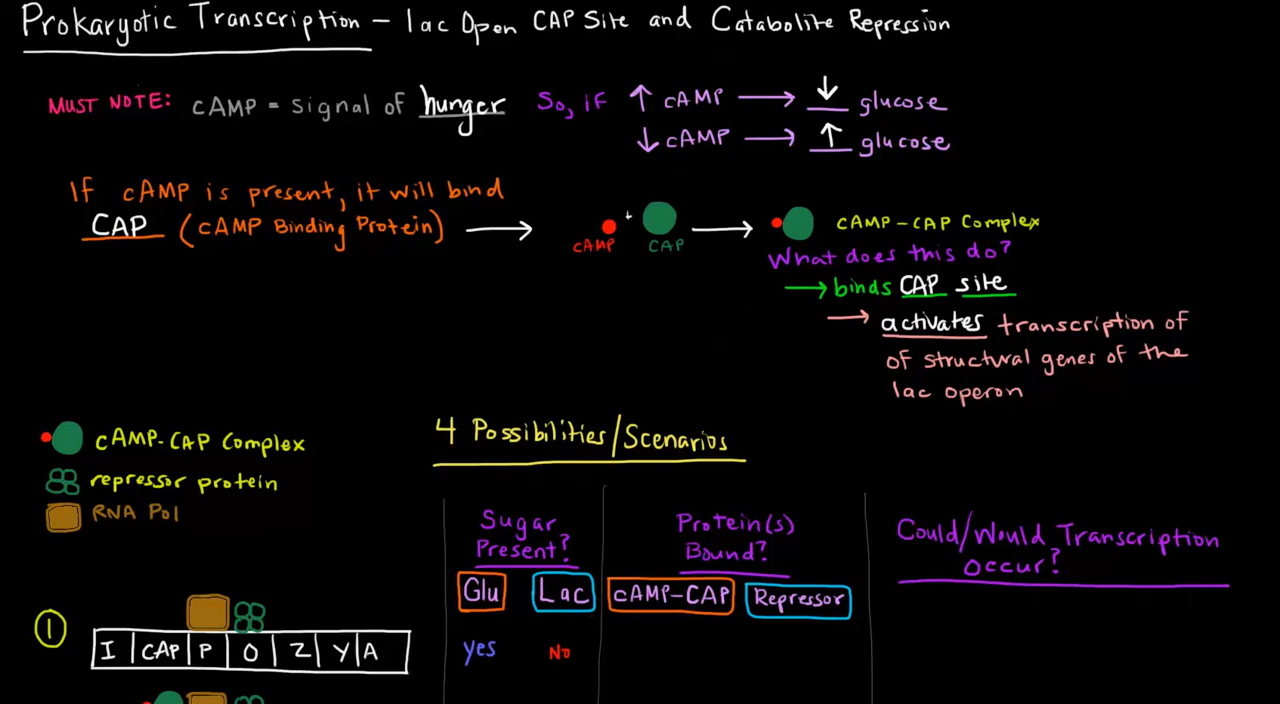 Prokaryotic Transcription - lac Open CAP Site and Catabolite Repression
MUST NOTE: cAMP = signal of hunger So, IF ↑ cAMP → ↓ glucose
↓ cAMP → ↑ glucose
If cAMP is present, it will bind
CAP (cAMP Binding Protein) → + → cAMP-CAP Complex
cAMP CAP
What does this do?
→ binds CAP site
→ activates transcription of
of structural genes of the
lac operon
4 Possibilities/Scenarios
cAMP-CAP Complex
repressor protein
RNA Pol
Sugar Present?
Protein(s) Bound?
Could/Would Transcription occur?
Glu Lac cAMP-CAP Repressor
1 I CAP P O Z Y A yes No